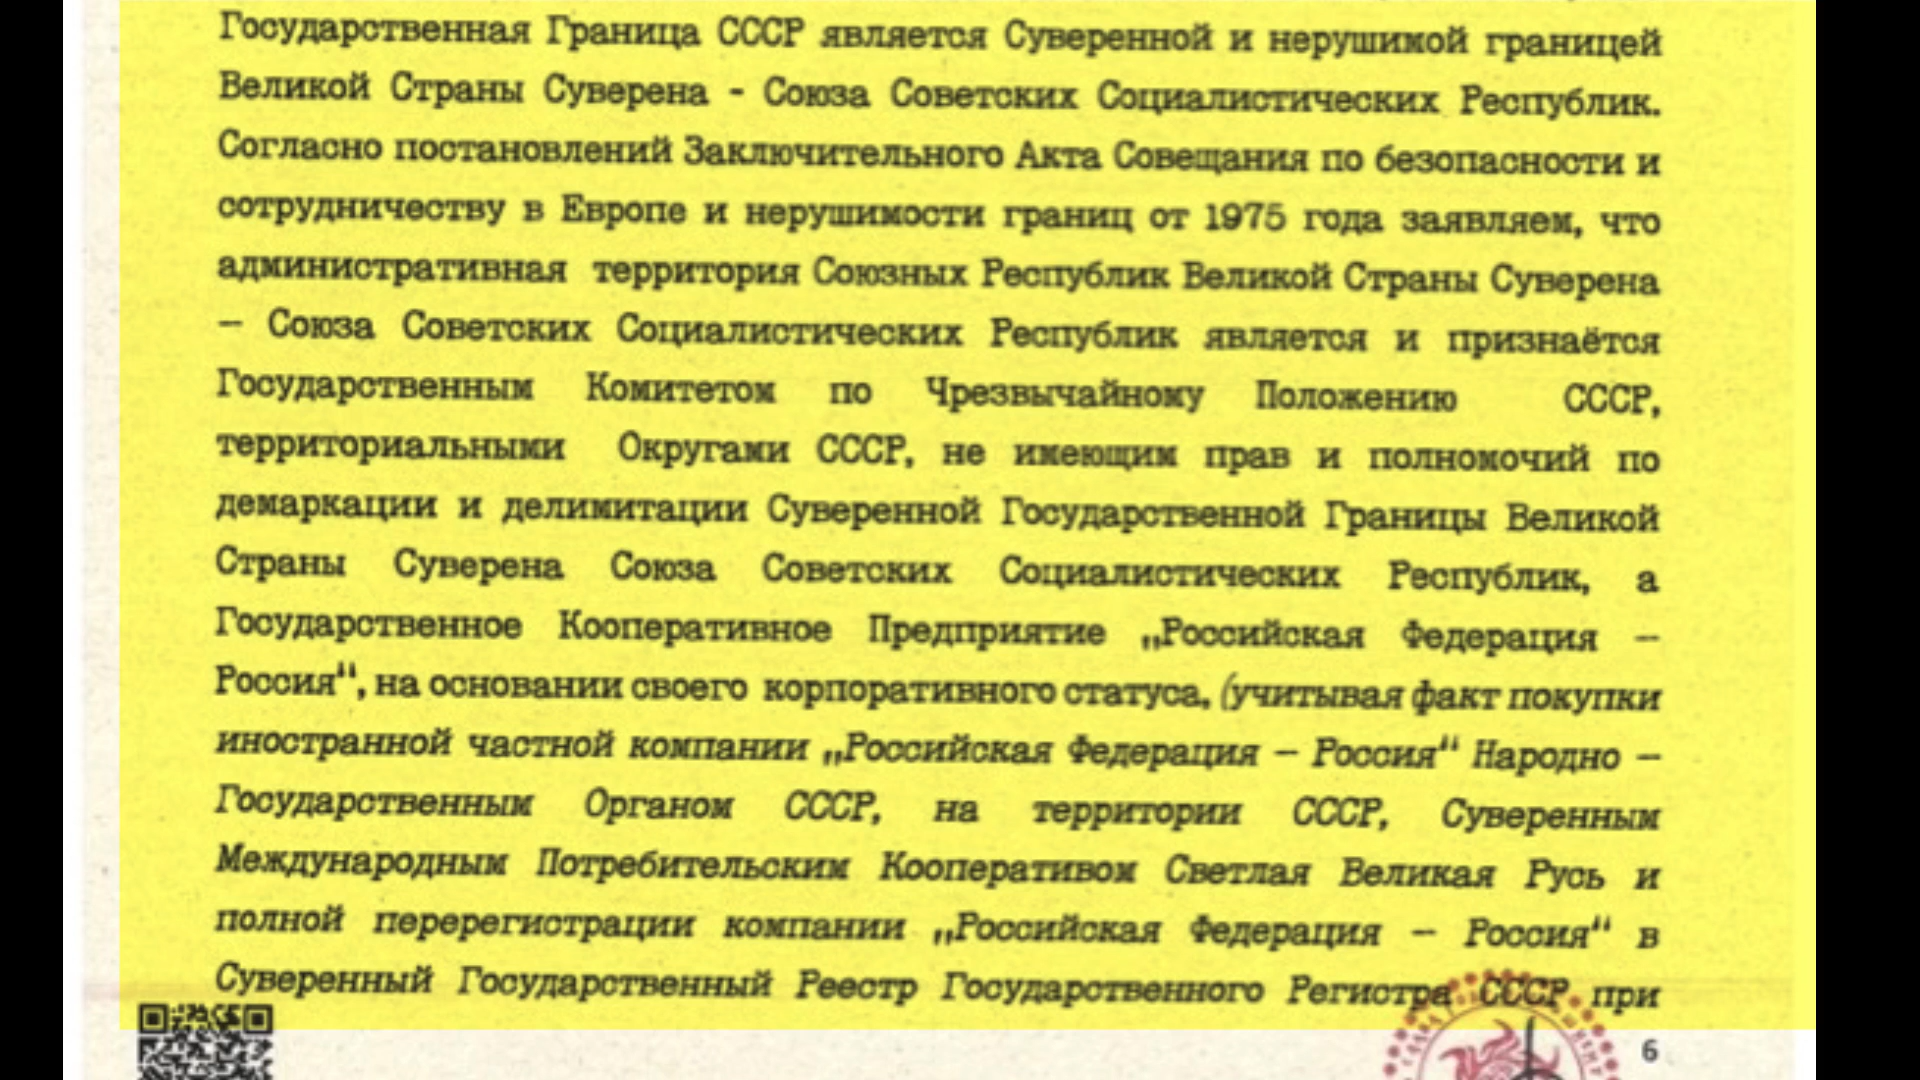 Государственная Граница СССР является Суверенной и нерушимой границей
Великой Страны Суверена - Союза Советских Социалистических Республик.
Согласно постановлений Заключительного Акта Совещания по безопасности и
сотрудничеству в Европе и нерушимости границ от 1975 года заявляем, что
административная территория Союзных Республик Великой Страны Суверена
– Союза Советских Социалистических Республик является и признаётся
Государственным Комитетом по Чрезвычайному Положению СССР,
территориальными Округами СССР, не имеющим прав и полномочий по
демаркации и делимитации Суверенной Государственной Границы Великой
Страны Суверена Союза Советских Социалистических Республик, а
Государственное Кооперативное Предприятие „Российская Федерация –
Россия“, на основании своего корпоративного статуса, (учитывая факт покупки
иностранной частной компании „Российская Федерация – Россия“ Народно –
Государственным Органом СССР, на территории СССР, Суверенным
Международным Потребительским Кооперативом Светлая Великая Русь и
полной перерегистрации компании „Российская Федерация – Россия“ в
Суверенный Государственный Реестр Государственного Регистра СССР при
6